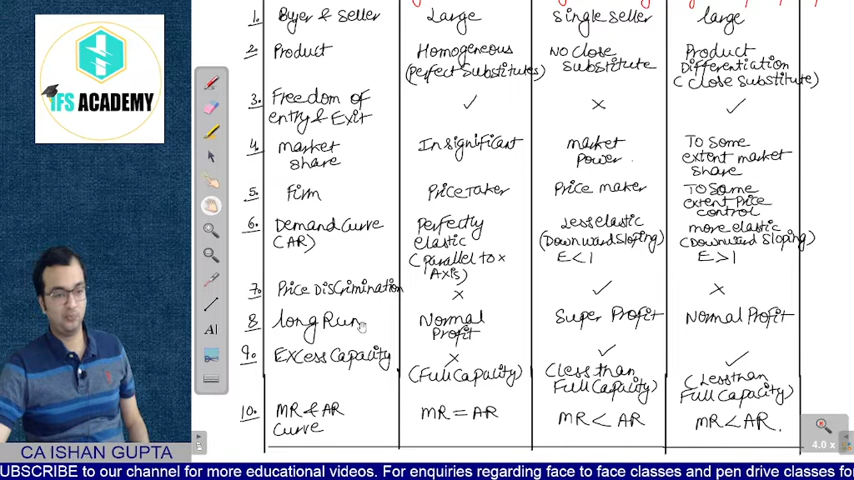 IFS ACADEMY
1. Byer & Seller Large Single seller large
2. Product Homogeneous (Perfect Substitutes) NO Close Substitute Product Differentiation (Close Substitute)
3. Freedom of entry & Exit ✓ × ✓
4. market share Insignificant market Power. TO Some extent market share
5. Firm Price Taker Price maker TO Some extent Price control
6. Demand Curve (AR) Perfectly elastic (Parallel to x Axis) Less elastic (Downward Sloping) E<1 more elastic (Downward Sloping) E>1
7. Price Discrimination × ✓ ×
8 long Run Normal Profit Super Profit Normal Profit
9. Excess Capacity × (Full Capacity) ✓ (less than Full Capacity) ✓ (Less than Full Capacity)
10. MR & AR Curve MR = AR MR < AR MR < AR.
4.0 x
CA ISHAN GUPTA
SUBSCRIBE to our channel for more educational videos. For enquiries regarding face to face classes and pen drive classes for